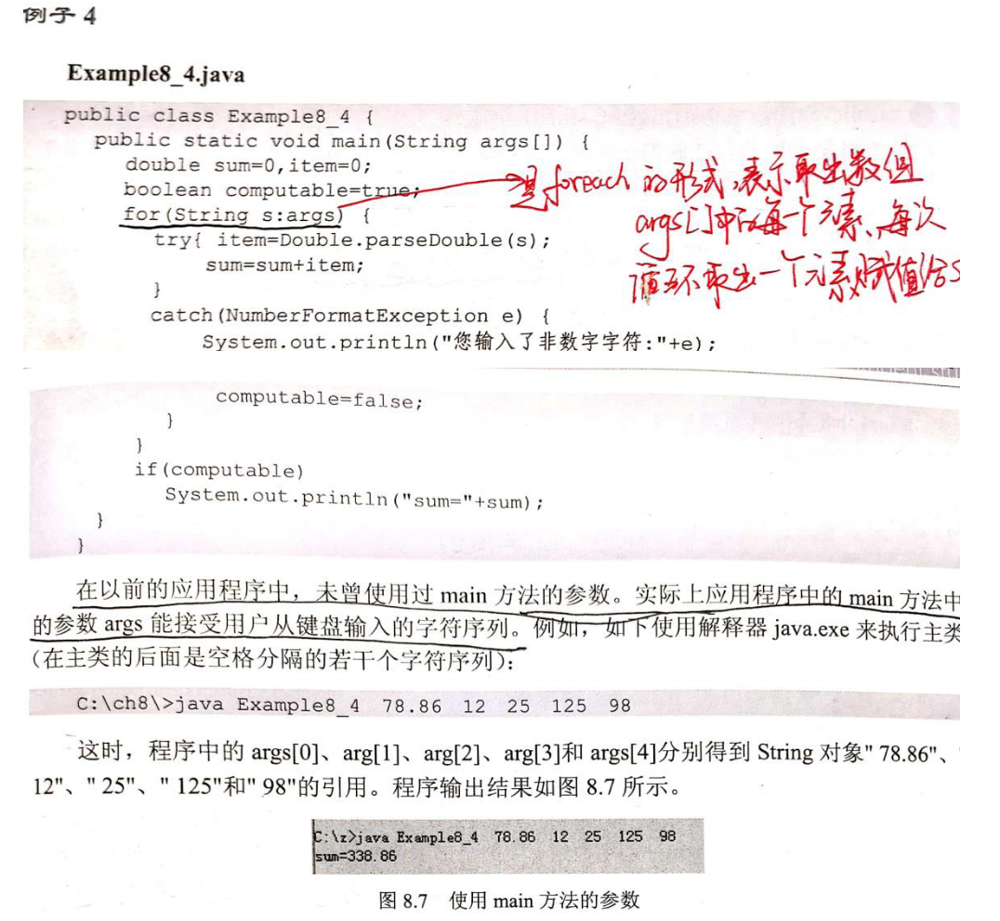 例子 4
Example8_4.java
public class Example8_4 {
public static void main(String args[]) {
double sum=0,item=0;
boolean computable=true;
for(String s:args) {
是foreach 的形式,表示取出数组
args[]中的每一个元素,每次
循环取出一个元素赋值给s
try{ item=Double.parseDouble(s);
sum=sum+item;
}
catch(NumberFormatException e) {
System.out.println("您输入了非数字字符:"+e);
computable=false;
}
}
if(computable)
System.out.println("sum="+sum);
}
}
在以前的应用程序中，未曾使用过 main 方法的参数。实际上应用程序中的 main 方法中
的参数 args 能接受用户从键盘输入的字符序列。例如，如下使用解释器 java.exe 来执行主类
（在主类的后面是空格分隔的若干个字符序列）：
C:\ch8\>java Example8_4 78.86 12 25 125 98
这时，程序中的 args[0]、arg[1]、arg[2]、arg[3]和 args[4]分别得到 String 对象" 78.86"、"
12"、" 25"、" 125"和" 98"的引用。程序输出结果如图 8.7 所示。
C:\z>java Example8_4 78.86 12 25 125 98
sum=338.86
图 8.7 使用 main 方法的参数